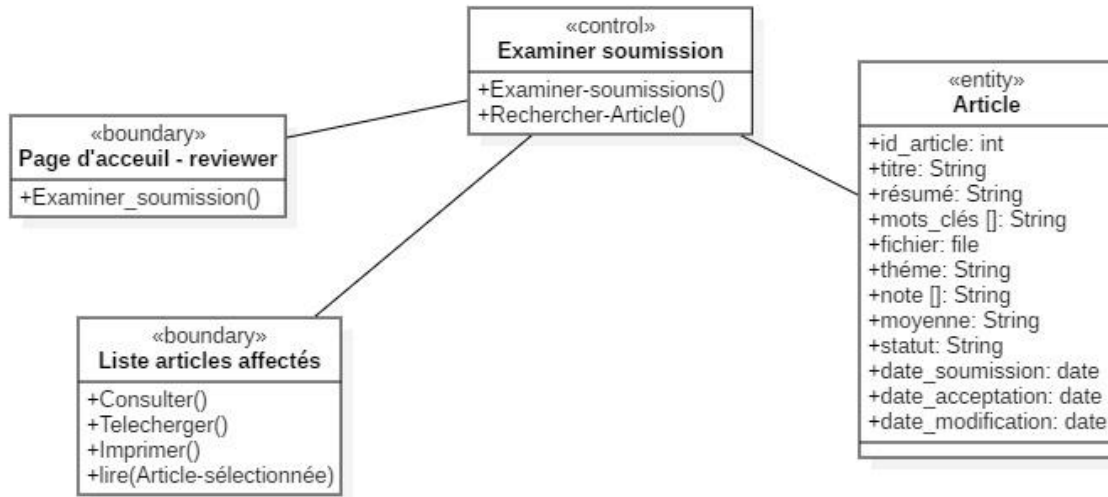 «control»
Examiner soumission
+Examiner-soumissions()
+Rechercher-Article()
«boundary»
Page d'acceuil - reviewer
+Examiner_soumission()
«boundary»
Liste articles affectés
+Consulter()
+Telecherger()
+Imprimer()
+lire(Article-sélectionnée)
«entity»
Article
+id_article: int
+titre: String
+résumé: String
+mots_clés []: String
+fichier: file
+théme: String
+note []: String
+moyenne: String
+statut: String
+date_soumission: date
+date_acceptation: date
+date_modification: date